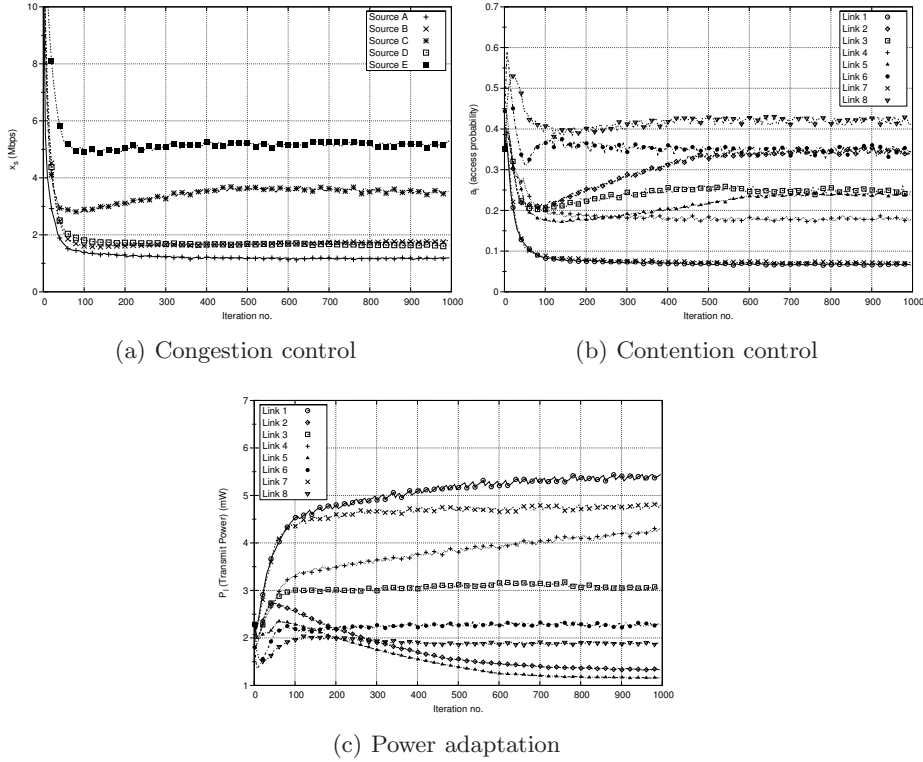 10
8
6
4
2
0
x_s (Mbps)
0 100 200 300 400 500 600 700 800 900 1000
Iteration no.
Source A
Source B
Source C
Source D
Source E
(a) Congestion control
0.7
0.6
0.5
0.4
0.3
0.2
0.1
0
a_l (access probability)
0 100 200 300 400 500 600 700 800 900 1000
Iteration no.
Link 1
Link 2
Link 3
Link 4
Link 5
Link 6
Link 7
Link 8
(b) Contention control
7
6
5
4
3
2
1
P_l (Transmit Power) (mW)
0 100 200 300 400 500 600 700 800 900 1000
Iteration no.
Link 1
Link 2
Link 3
Link 4
Link 5
Link 6
Link 7
Link 8
(c) Power adaptation